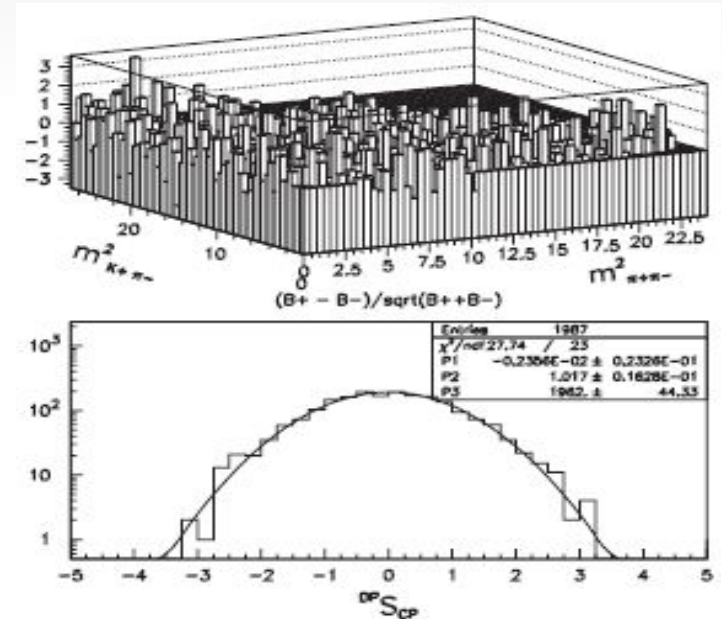 3
2
1
0
−1
−2
−3
20
10
0
m²K+π−
0
2.5
5
7.5
10
12.5
15
17.5
20
22.5
m²π+π−
(B+ − B−)/sqrt(B++B−)
Entries 1987
χ²/ndf 27.74 / 23
P1 −0.2386E−02 ± 0.2326E−01
P2 1.017 ± 0.1628E−01
P3 1962. ± 44.33
10³
10²
10
1
−5 −4 −3 −2 −1 0 1 2 3 4 5
DPSCP